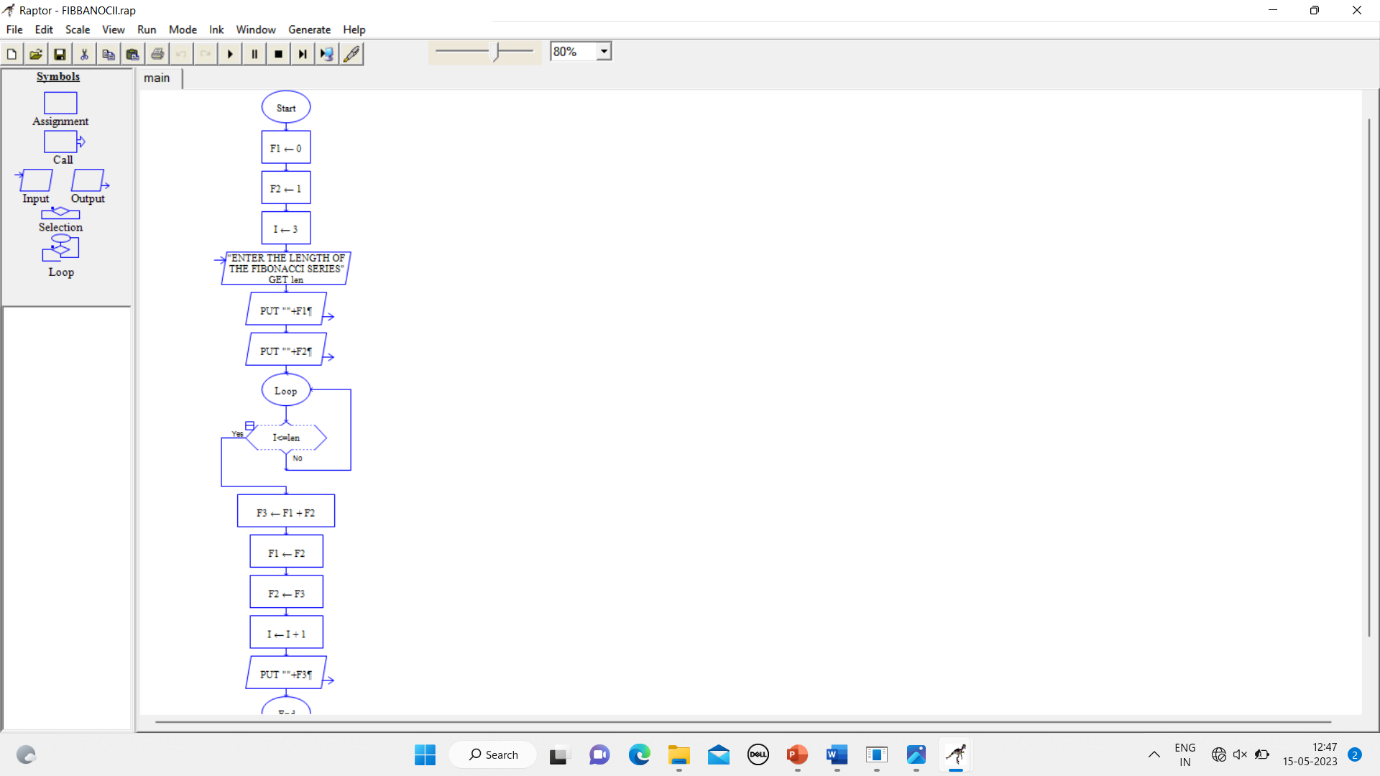 Raptor - FIBBANOCII.rap
File Edit Scale View Run Mode Ink Window Generate Help
80%
Symbols
Assignment
Call
Input Output
Selection
Loop
main
Start
F1 ← 0
F2 ← 1
I ← 3
"ENTER THE LENGTH OF
THE FIBONACCI SERIES"
GET len
PUT ""+F1¶
PUT ""+F2¶
Loop
Yes
I<=len
No
F3 ← F1 + F2
F1 ← F2
F2 ← F3
I ← I + 1
PUT ""+F3¶
End
Search
DELL
ENG
IN
12:47
15-05-2023
2